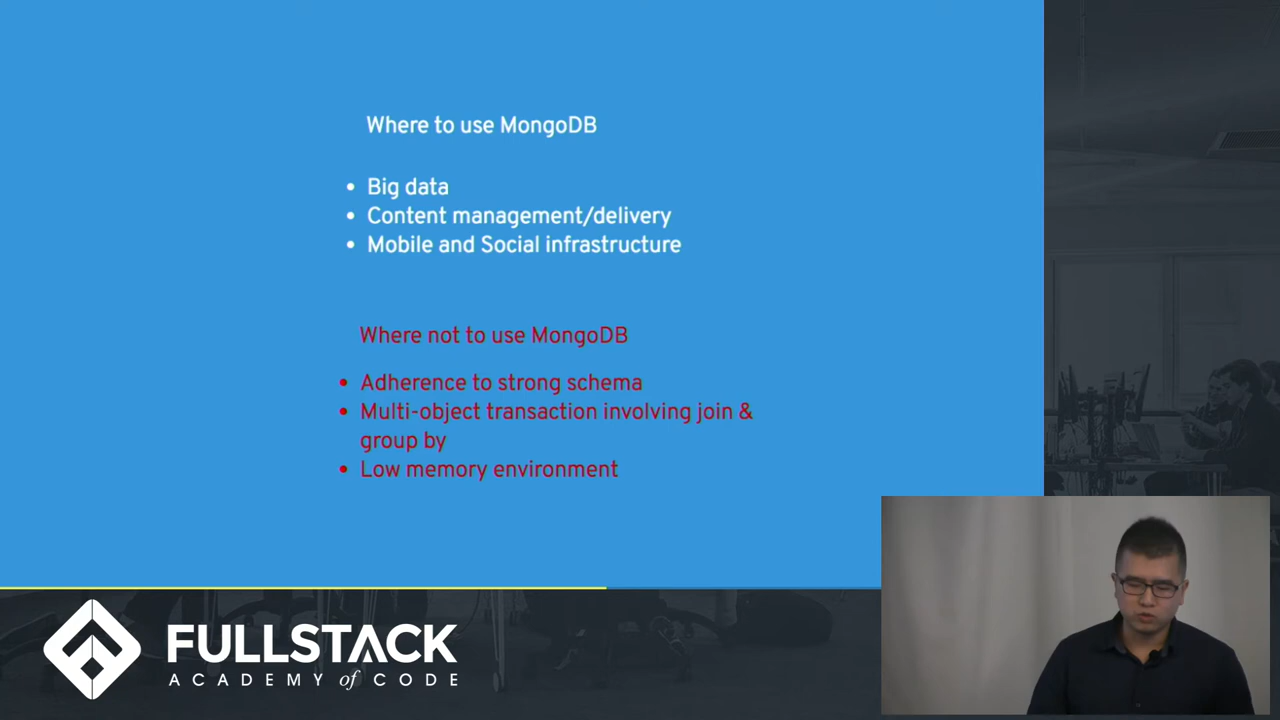 Where to use MongoDB
• Big data
• Content management/delivery
• Mobile and Social infrastructure
Where not to use MongoDB
• Adherence to strong schema
• Multi-object transaction involving join &
group by
• Low memory environment
FULLSTACK
ACADEMY of CODE